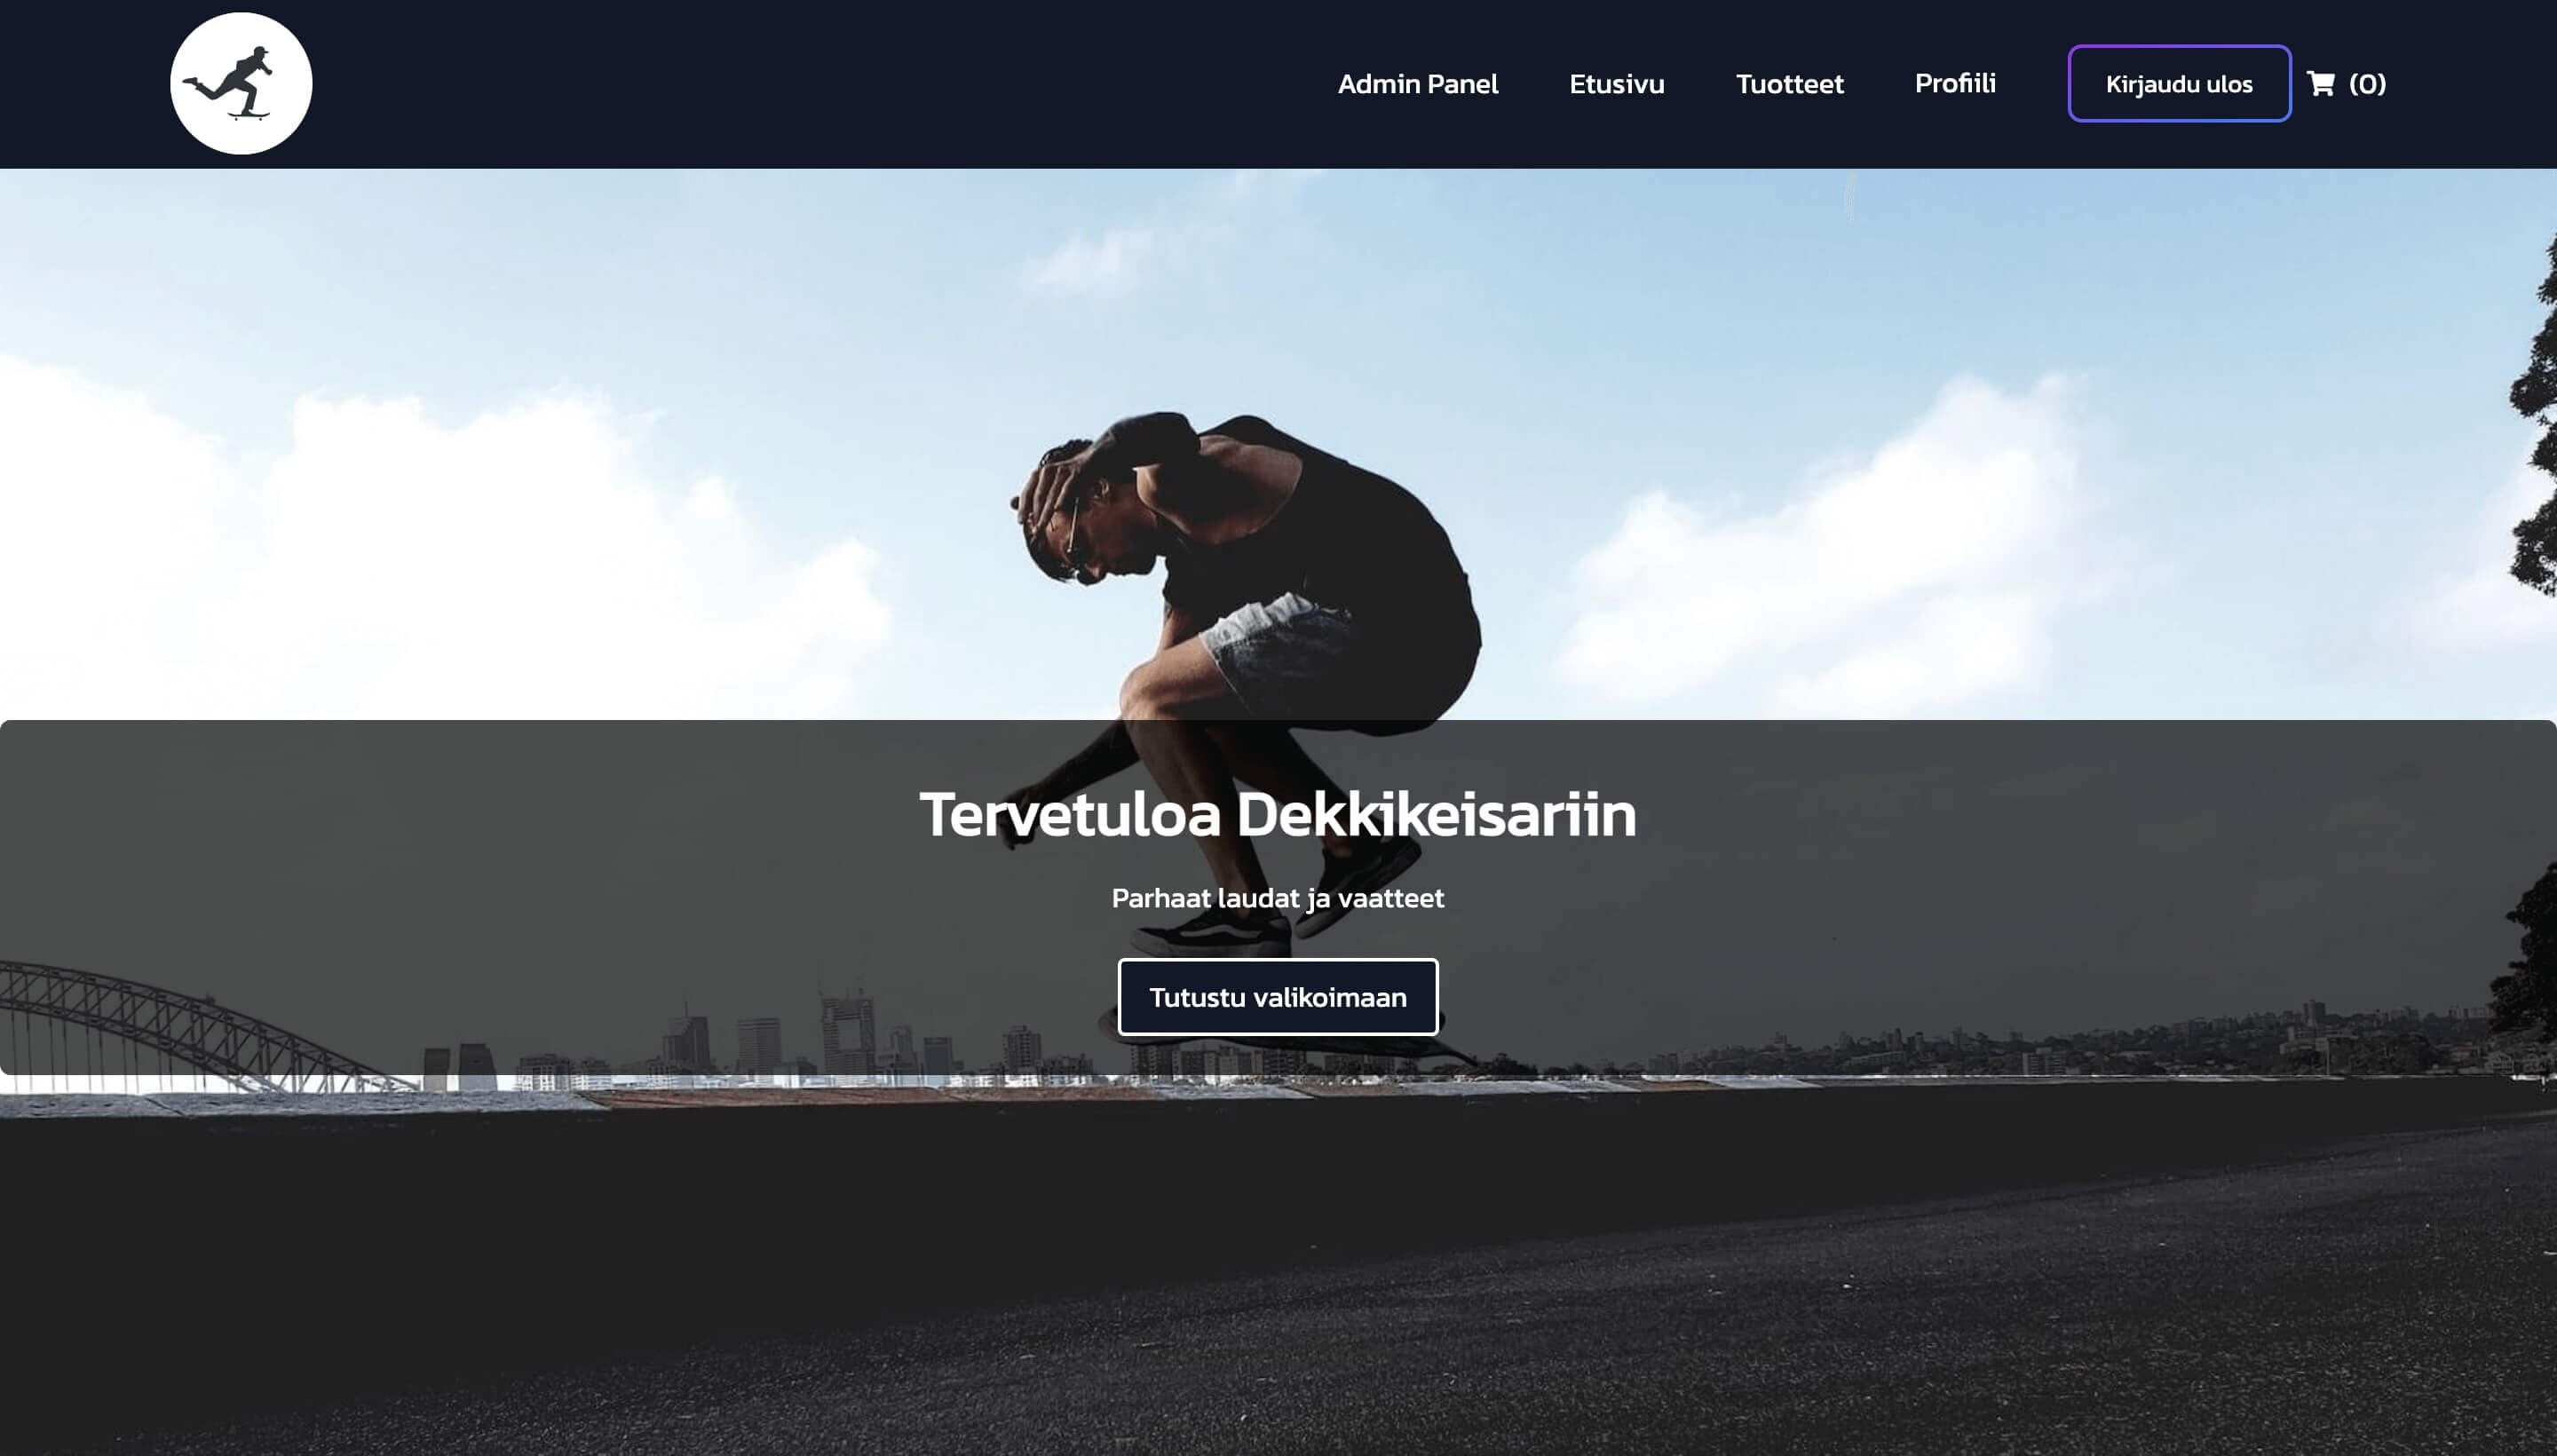 Admin Panel
Etusivu
Tuotteet
Profiili
Kirjaudu ulos
(0)
Tervetuloa Dekkikeisariin
Parhaat laudat ja vaatteet
Tutustu valikoimaan